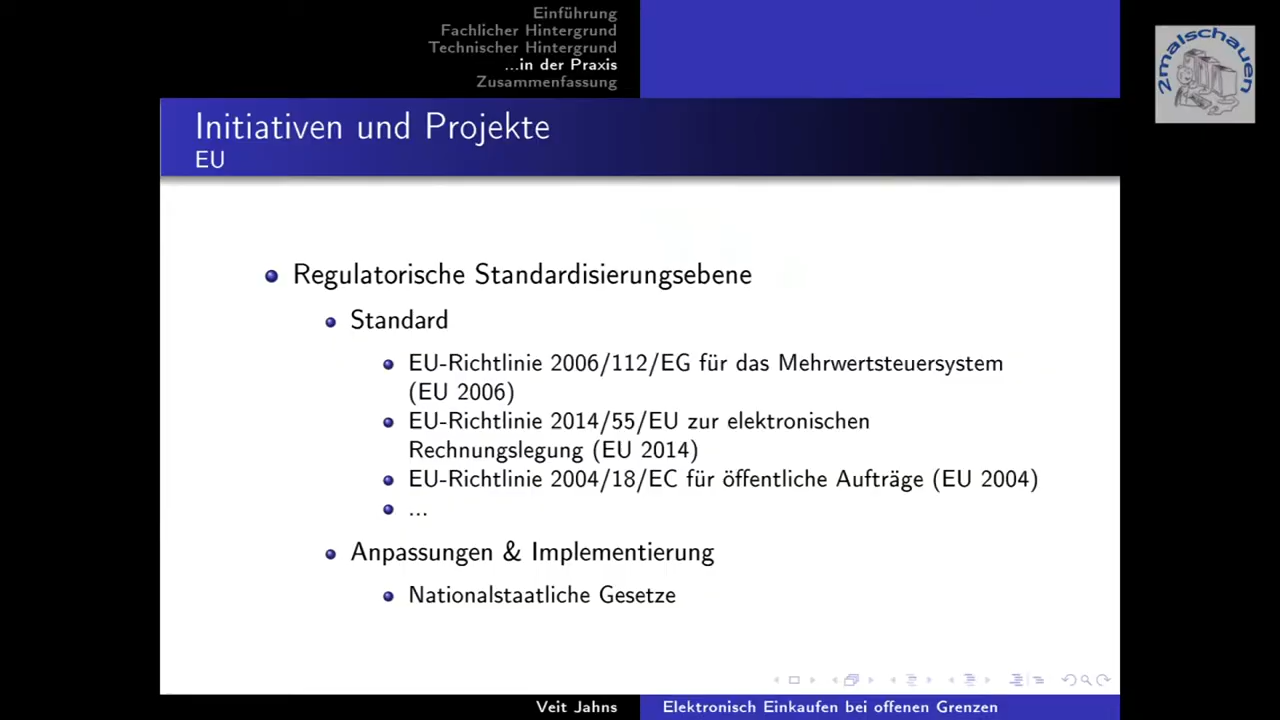 Einführung
Fachlicher Hintergrund
Technischer Hintergrund
...in der Praxis
Zusammenfassung
2malschauen
Initiativen und Projekte
EU
Regulatorische Standardisierungsebene
Standard
EU-Richtlinie 2006/112/EG für das Mehrwertsteuersystem
(EU 2006)
EU-Richtlinie 2014/55/EU zur elektronischen
Rechnungslegung (EU 2014)
EU-Richtlinie 2004/18/EC für öffentliche Aufträge (EU 2004)
...
Anpassungen & Implementierung
Nationalstaatliche Gesetze
Veit Jahns
Elektronisch Einkaufen bei offenen Grenzen